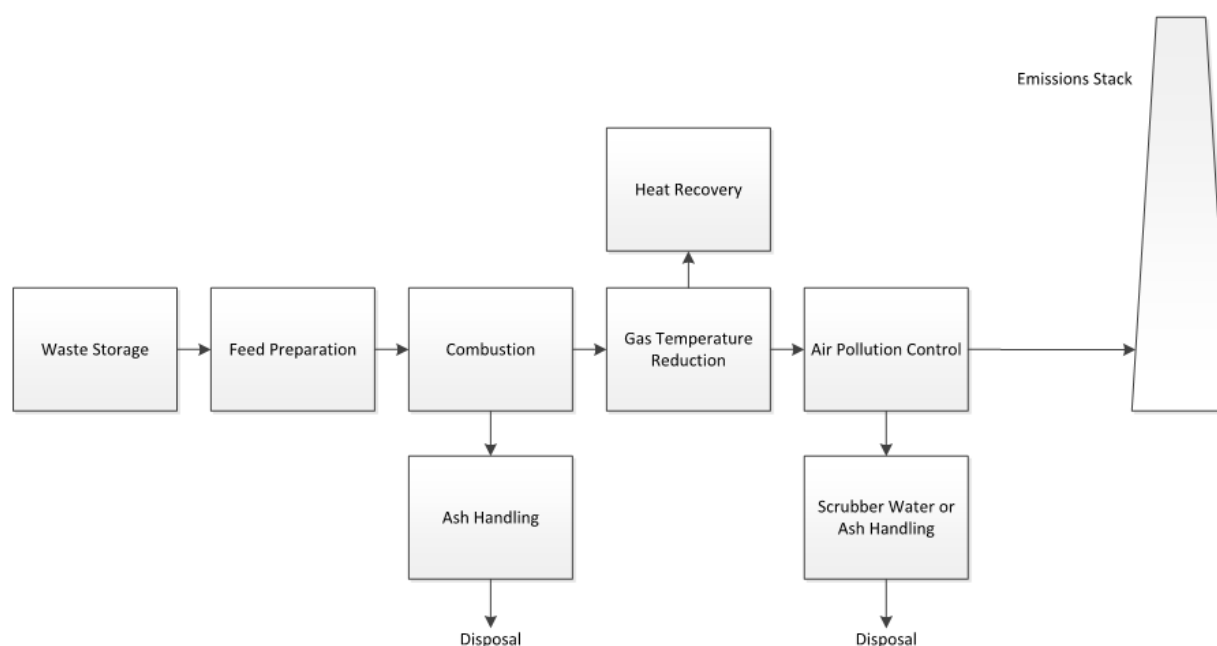 Emissions Stack
Heat Recovery
Waste Storage
Feed Preparation
Combustion
Gas Temperature
Reduction
Air Pollution Control
Ash Handling
Scrubber Water or
Ash Handling
Disposal
Disposal